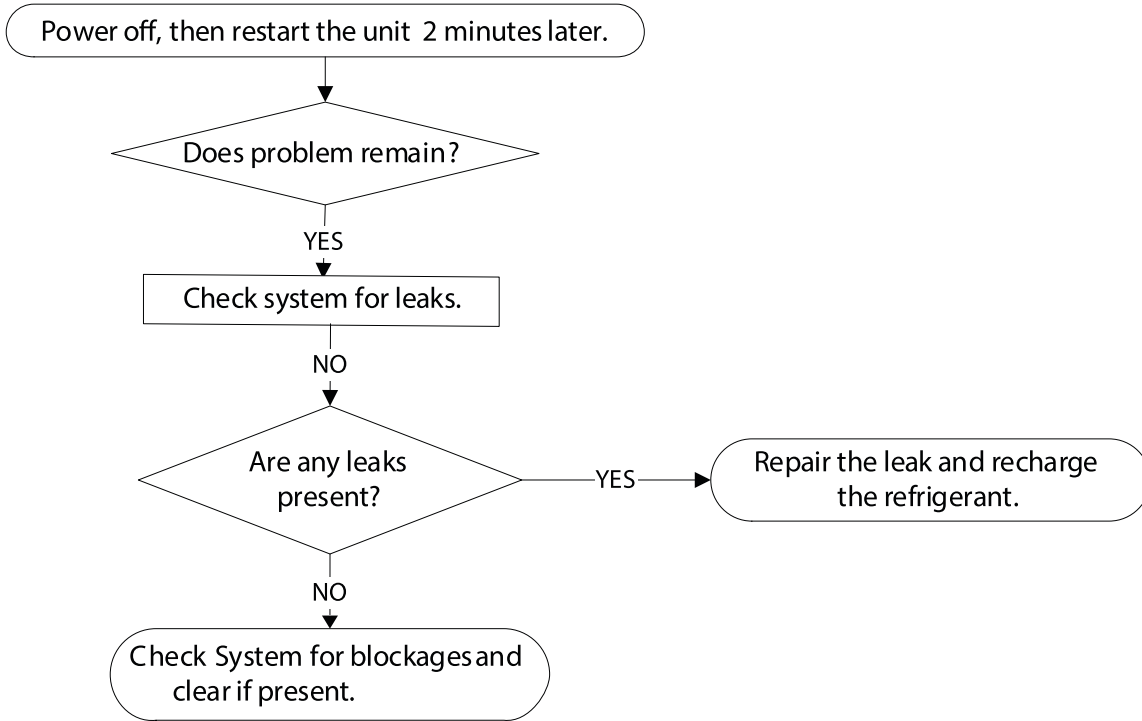 Power off, then restart the unit 2 minutes later.
Does problem remain?
YES
Check system for leaks.
NO
Are any leaks
present?
YES
Repair the leak and recharge
the refrigerant.
NO
Check System for blockages and
clear if present.